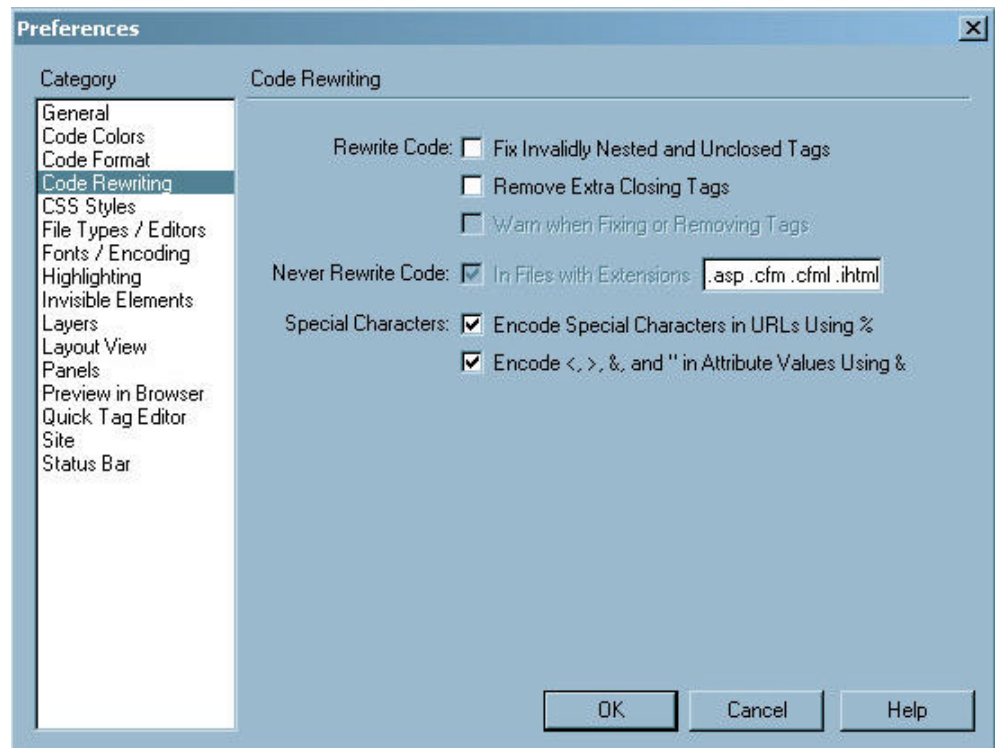 Preferences
Category
General
Code Colors
Code Format
Code Rewriting
CSS Styles
File Types / Editors
Fonts / Encoding
Highlighting
Invisible Elements
Layers
Layout View
Panels
Preview in Browser
Quick Tag Editor
Site
Status Bar
Code Rewriting
Rewrite Code: Fix Invalidly Nested and Unclosed Tags
Remove Extra Closing Tags
Warn when Fixing or Removing Tags
Never Rewrite Code: In Files with Extensions .asp .cfm .cfml .ihtml
Special Characters: Encode Special Characters in URLs Using %
Encode <, >, &, and " in Attribute Values Using &
OK Cancel Help